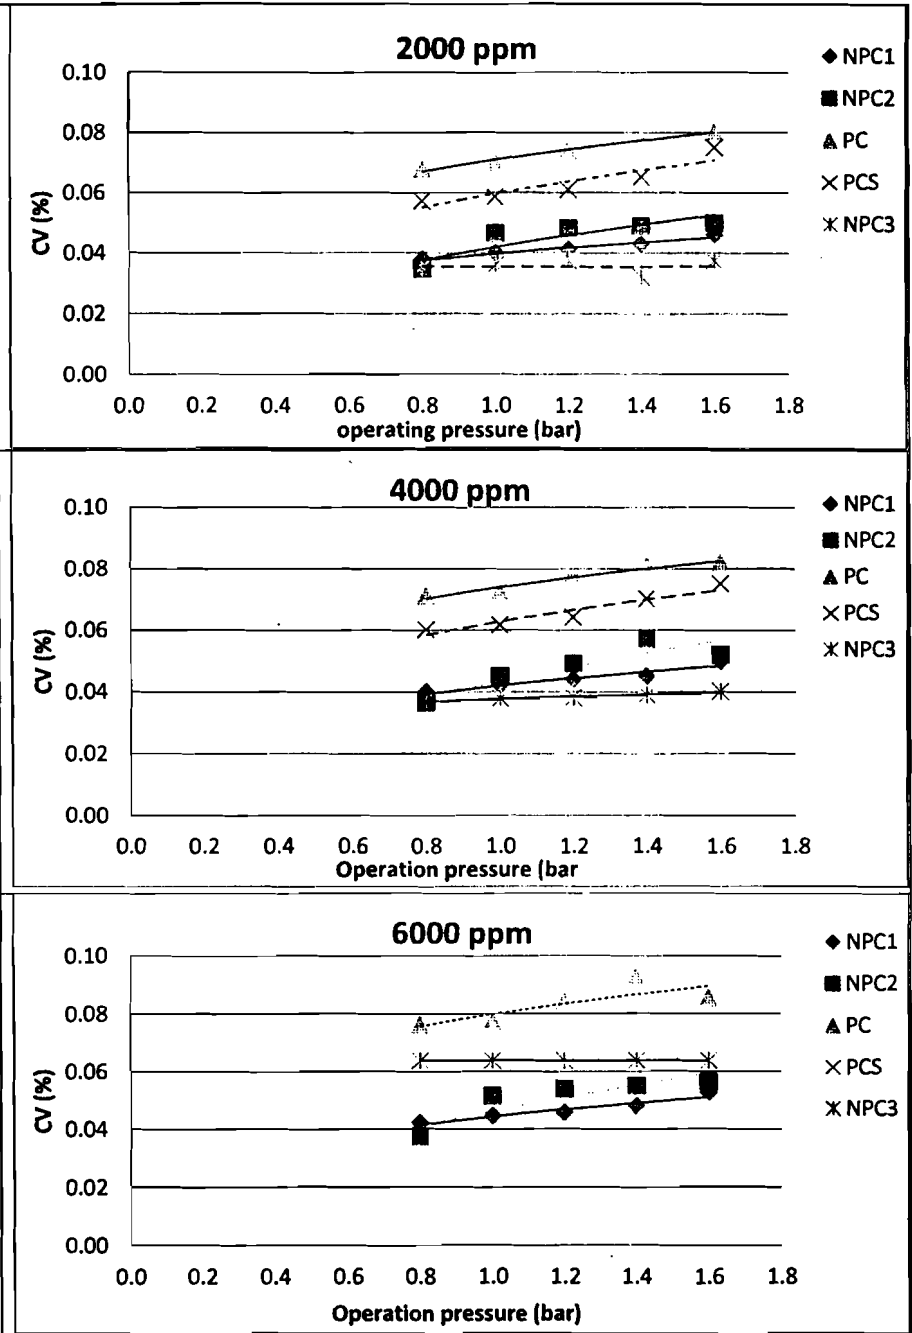 2000 ppm
0.10
0.08
0.06
0.04
0.02
0.00
CV (%)
0.0 0.2 0.4 0.6 0.8 1.0 1.2 1.4 1.6 1.8
operating pressure (bar)
NPC1
NPC2
PC
PCS
NPC3
4000 ppm
0.10
0.08
0.06
0.04
0.02
0.00
CV (%)
0.0 0.2 0.4 0.6 0.8 1.0 1.2 1.4 1.6 1.8
Operation pressure (bar
NPC1
NPC2
PC
PCS
NPC3
6000 ppm
0.10
0.08
0.06
0.04
0.02
0.00
CV (%)
0.0 0.2 0.4 0.6 0.8 1.0 1.2 1.4 1.6 1.8
Operation pressure (bar)
NPC1
NPC2
PC
PCS
NPC3